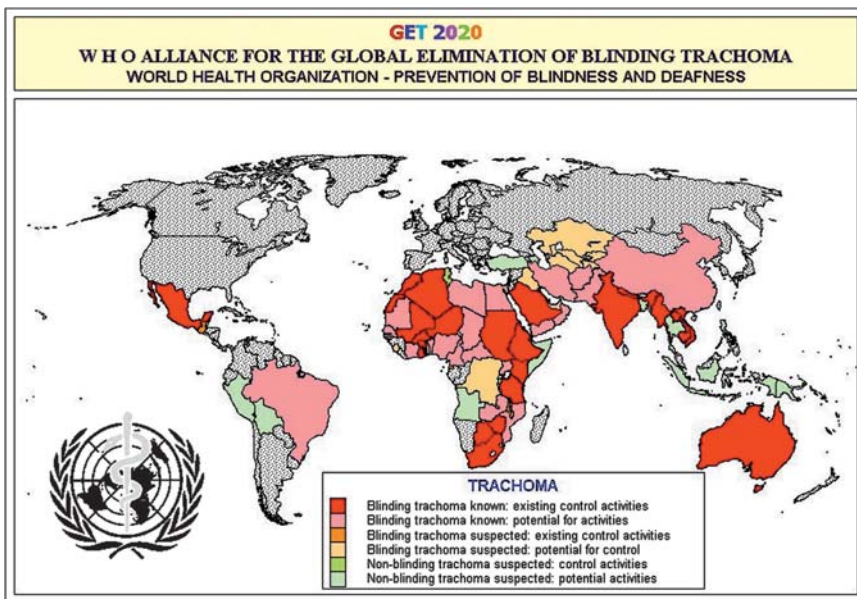 GET 2020
W H O ALLIANCE FOR THE GLOBAL ELIMINATION OF BLINDING TRACHOMA
WORLD HEALTH ORGANIZATION - PREVENTION OF BLINDNESS AND DEAFNESS
TRACHOMA
Blinding trachoma known: existing control activities
Blinding trachoma known: potential for activities
Blinding trachoma suspected: existing control activities
Blinding trachoma suspected: potential for control
Non-blinding trachoma suspected: control activities
Non-blinding trachoma suspected: potential activities